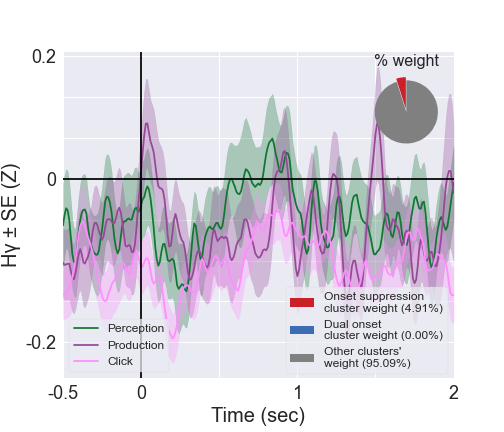 % weight
0.2
0
-0.2
Hγ ± SE (Z)
Perception
Production
Click
Onset suppression
cluster weight (4.91%)
Dual onset
cluster weight (0.00%)
Other clusters'
weight (95.09%)
-0.5
0
1
2
Time (sec)